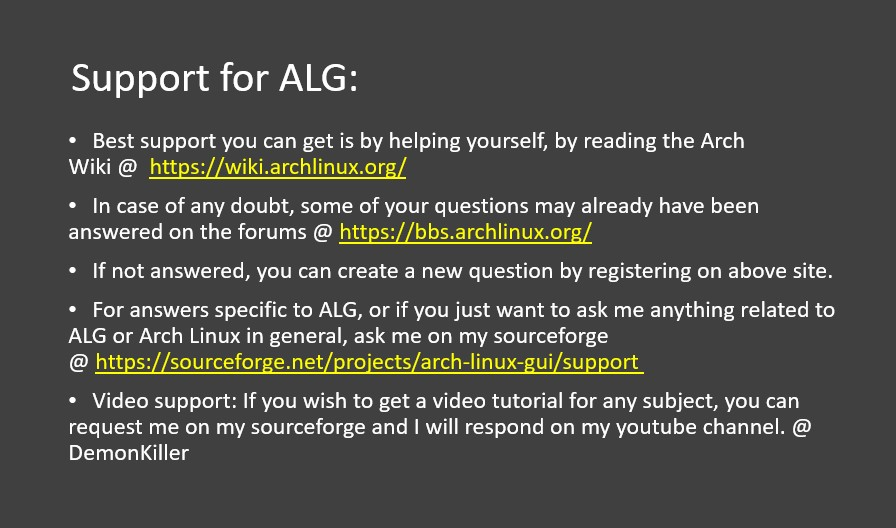 Support for ALG:
• Best support you can get is by helping yourself, by reading the Arch
Wiki @ https://wiki.archlinux.org/
• In case of any doubt, some of your questions may already have been
answered on the forums @ https://bbs.archlinux.org/
• If not answered, you can create a new question by registering on above site.
• For answers specific to ALG, or if you just want to ask me anything related to
ALG or Arch Linux in general, ask me on my sourceforge
@ https://sourceforge.net/projects/arch-linux-gui/support
• Video support: If you wish to get a video tutorial for any subject, you can
request me on my sourceforge and I will respond on my youtube channel. @
DemonKiller